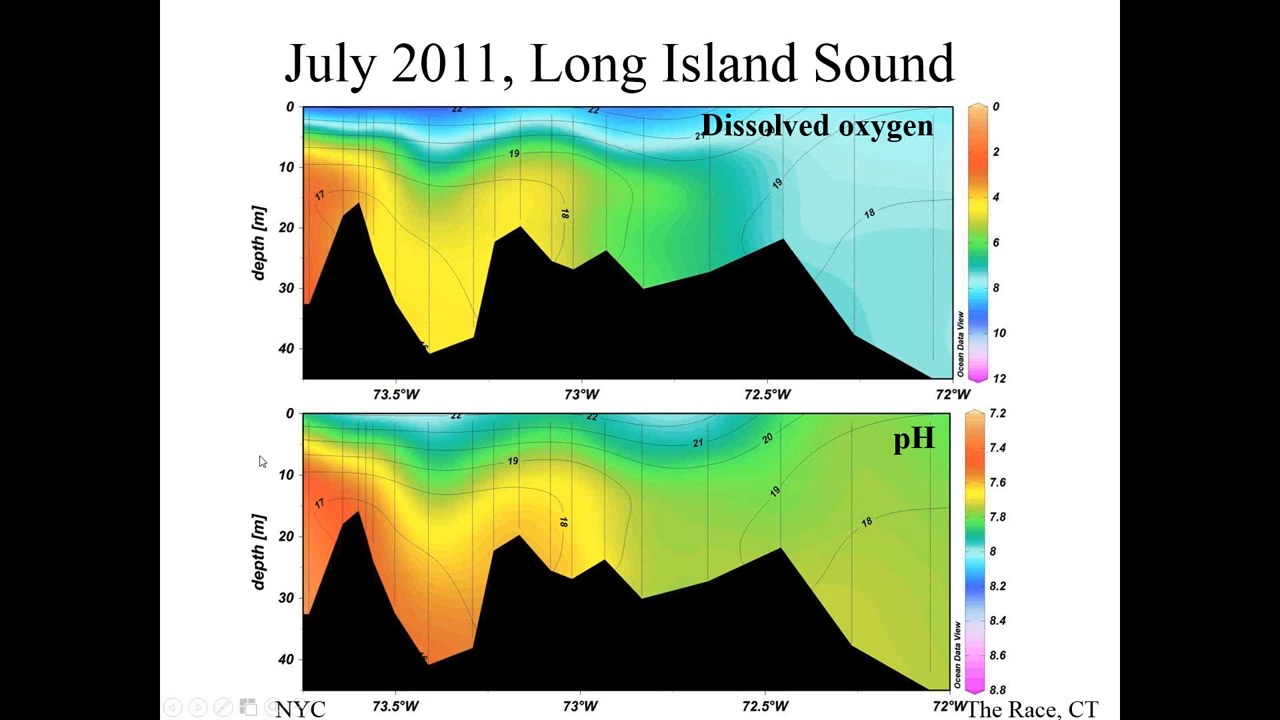 July 2011, Long Island Sound
Dissolved oxygen
0
10
20
30
40
depth [m]
22
22
21
19
19
18
18
17
73.5°W
73°W
72.5°W
72°W
0
2
4
6
8
10
12
Ocean Data View
pH
0
10
20
30
40
depth [m]
22
22
21
20
19
19
18
18
17
73.5°W
73°W
72.5°W
72°W
7.2
7.4
7.6
7.8
8
8.2
8.4
8.6
8.8
Ocean Data View
NYC
The Race, CT